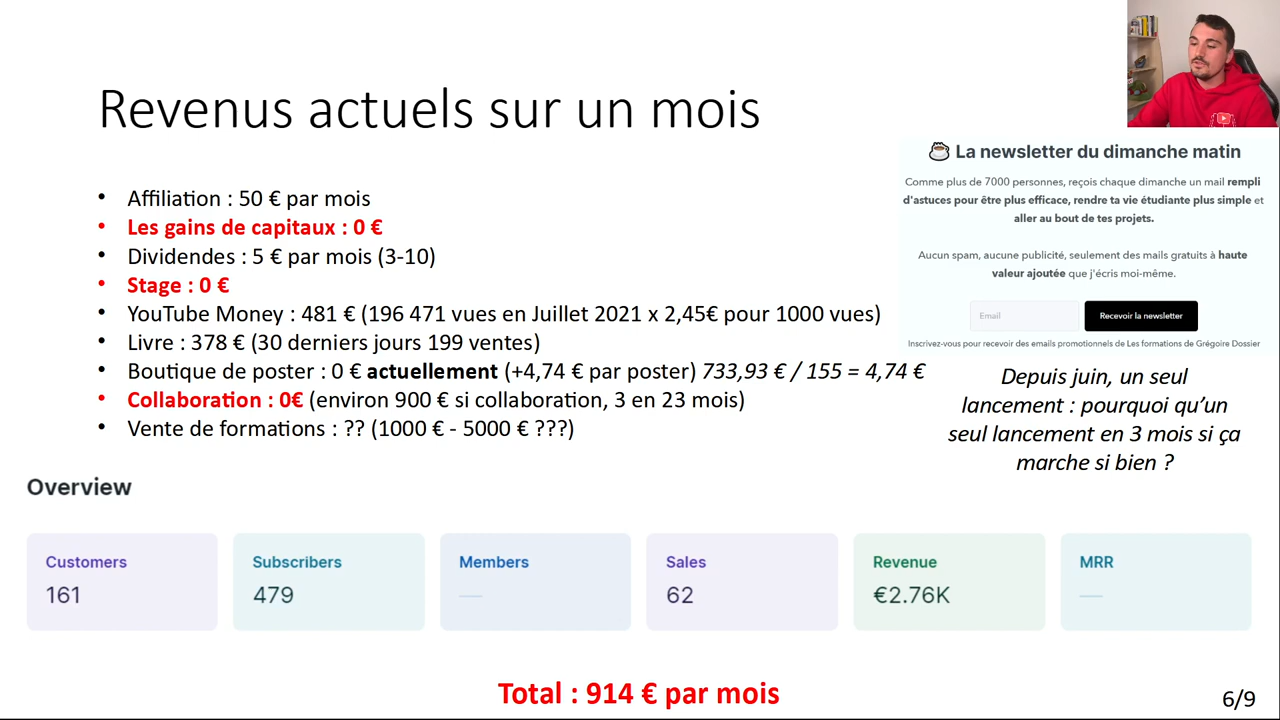 Revenus actuels sur un mois
• Affiliation : 50 € par mois
• Les gains de capitaux : 0 €
• Dividendes : 5 € par mois (3-10)
• Stage : 0 €
• YouTube Money : 481 € (196 471 vues en Juillet 2021 x 2,45€ pour 1000 vues)
• Livre : 378 € (30 derniers jours 199 ventes)
• Boutique de poster : 0 € actuellement (+4,74 € par poster) 733,93 € / 155 = 4,74 €
• Collaboration : 0€ (environ 900 € si collaboration, 3 en 23 mois)
• Vente de formations : ?? (1000 € - 5000 € ???)
La newsletter du dimanche matin
Comme plus de 7000 personnes, reçois chaque dimanche un mail rempli
d'astuces pour être plus efficace, rendre ta vie étudiante plus simple et
aller au bout de tes projets.
Aucun spam, aucune publicité, seulement des mails gratuits à haute
valeur ajoutée que j'écris moi-même.
Email
Recevoir la newsletter
Inscrivez-vous pour recevoir des emails promotionnels de Les formations de Grégoire Dossier
Depuis juin, un seul
lancement : pourquoi qu’un
seul lancement en 3 mois si ça
marche si bien ?
Overview
Customers
161
Subscribers
479
Members
—
Sales
62
Revenue
€2.76K
MRR
—
Total : 914 € par mois
6/9